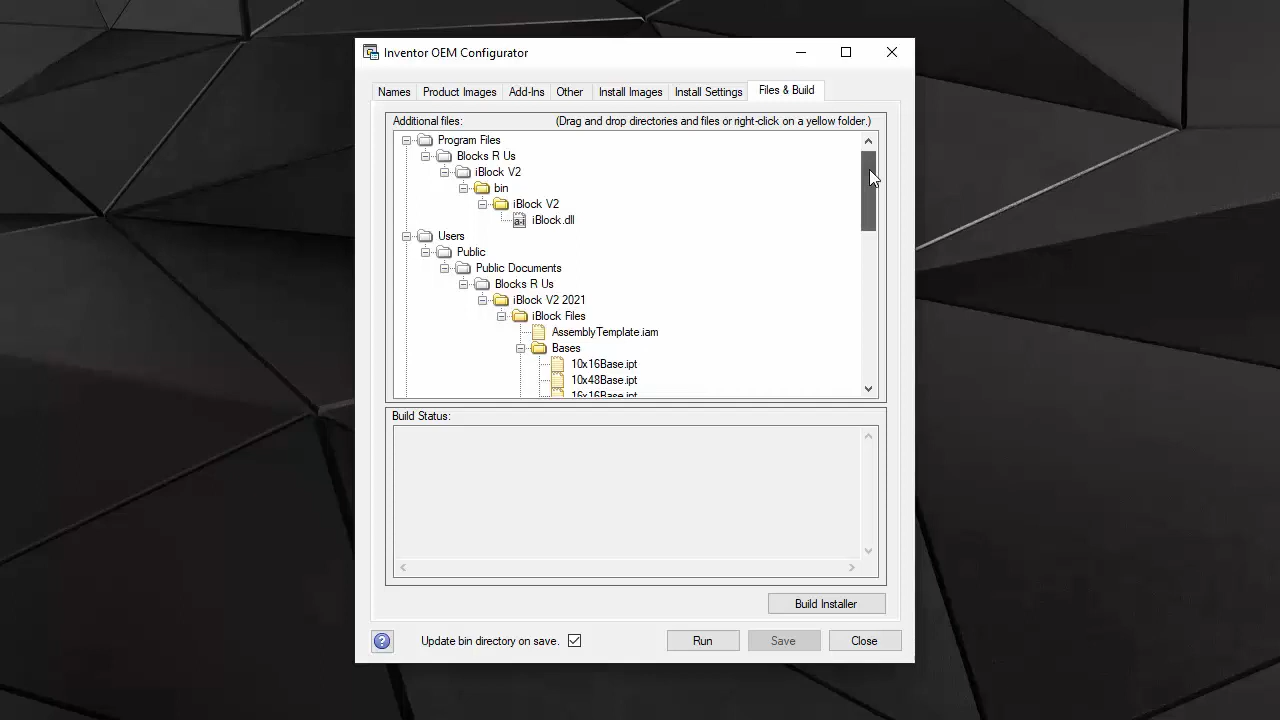 Inventor OEM Configurator
Names Product Images Add-Ins Other Install Images Install Settings Files & Build
Additional files: (Drag and drop directories and files or right-click on a yellow folder.)
Program Files
Blocks R Us
iBlock V2
bin
iBlock V2
iBlock.dll
Users
Public
Public Documents
Blocks R Us
iBlock V2 2021
iBlock Files
AssemblyTemplate.iam
Bases
10x16Base.ipt
10x48Base.ipt
16x16Base.ipt
Build Status:
Build Installer
Update bin directory on save. Run Save Close